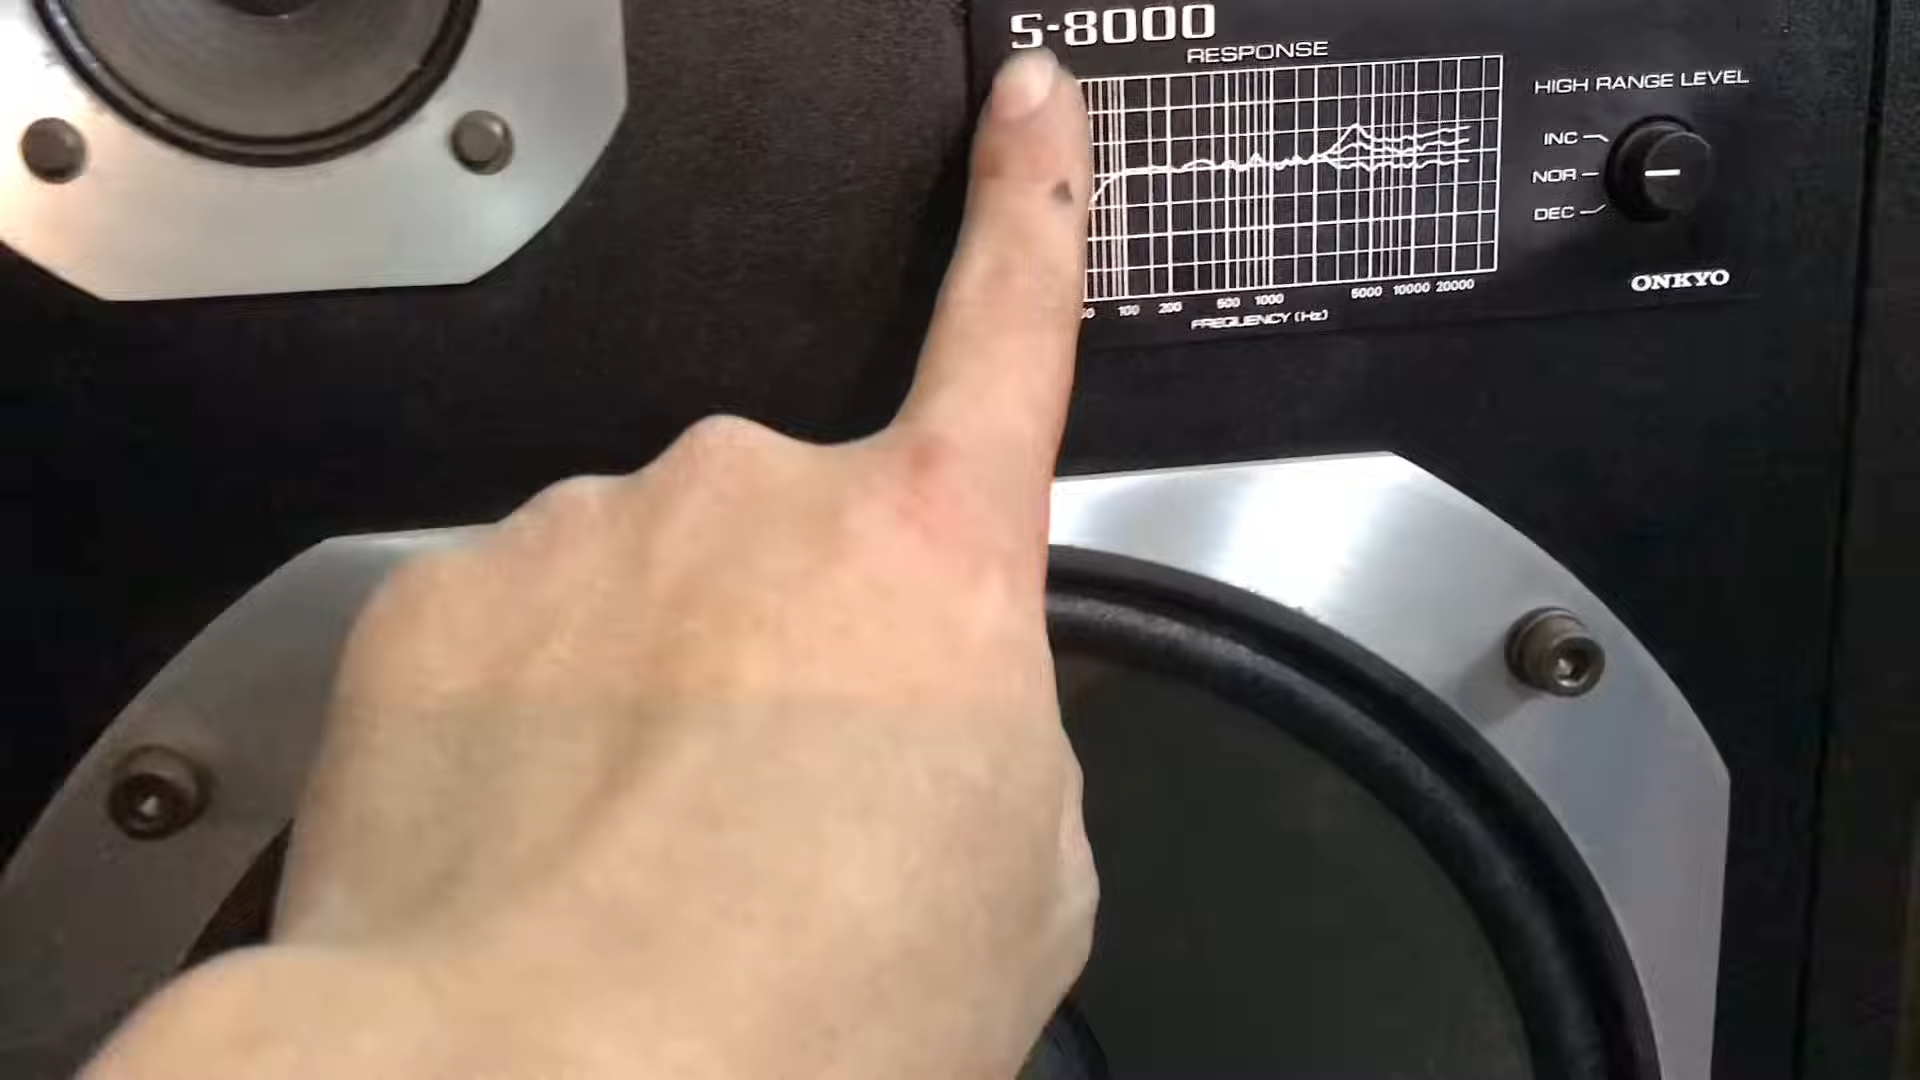 S-8000
RESPONSE
HIGH RANGE LEVEL
INC
NOR
DEC
100 200 500 1000 5000 10000 20000
FREQUENCY (Hz)
ONKYO